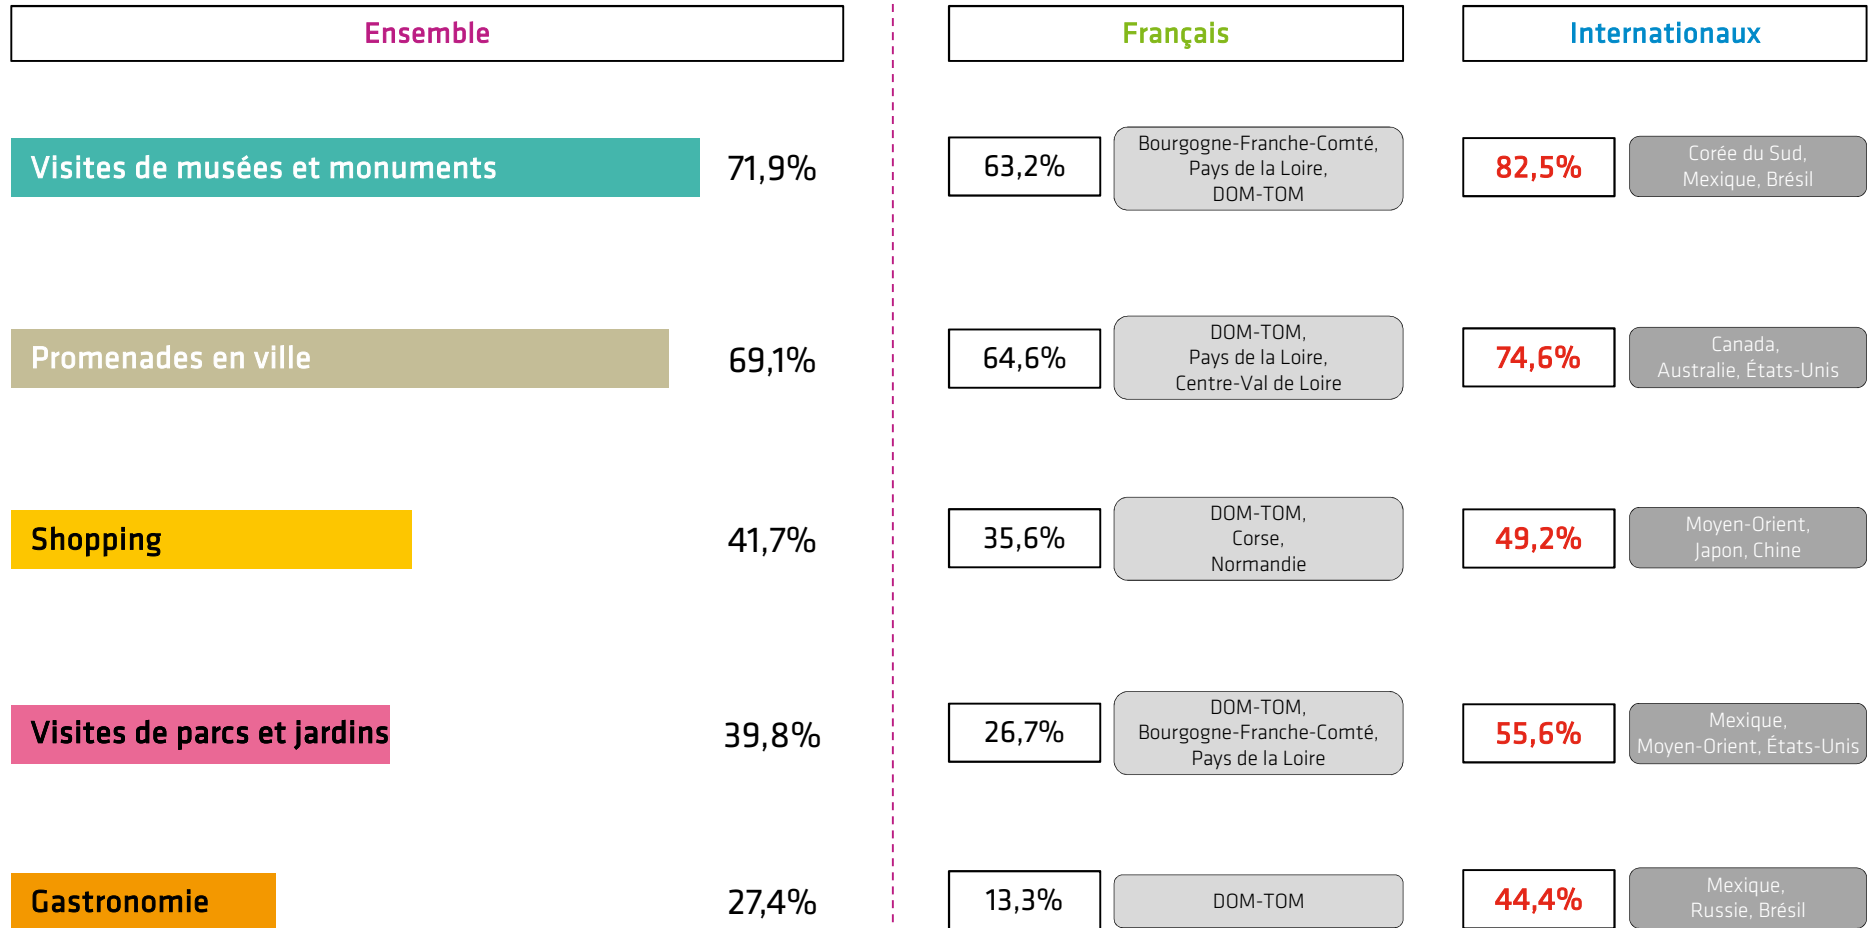 Ensemble
Français
Internationaux
Visites de musées et monuments
71,9%
63,2%
Bourgogne-Franche-Comté,
Pays de la Loire,
DOM-TOM
82,5%
Corée du Sud,
Mexique, Brésil
Promenades en ville
69,1%
64,6%
DOM-TOM,
Pays de la Loire,
Centre-Val de Loire
74,6%
Canada,
Australie, États-Unis
Shopping
41,7%
35,6%
DOM-TOM,
Corse,
Normandie
49,2%
Moyen-Orient,
Japon, Chine
Visites de parcs et jardins
39,8%
26,7%
DOM-TOM,
Bourgogne-Franche-Comté,
Pays de la Loire
55,6%
Mexique,
Moyen-Orient, États-Unis
Gastronomie
27,4%
13,3%
DOM-TOM
44,4%
Mexique,
Russie, Brésil